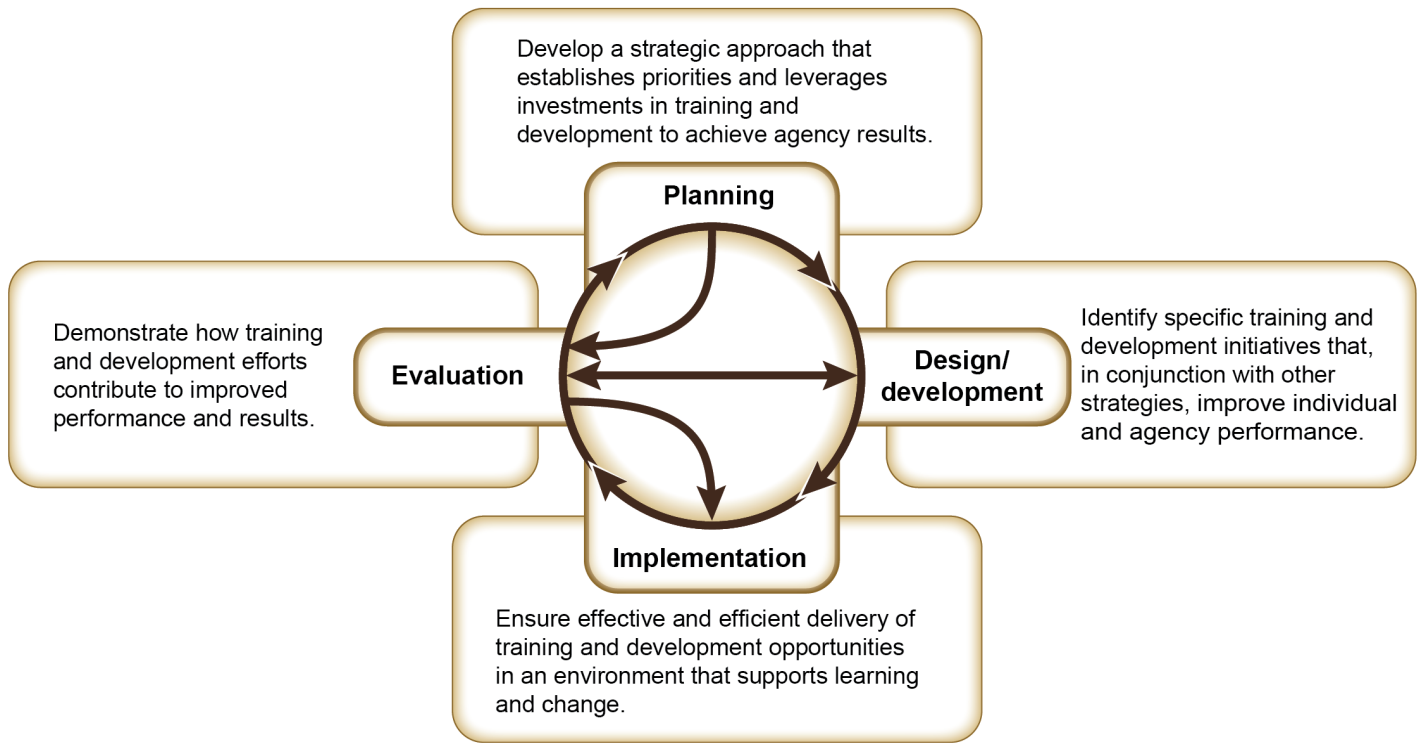 Develop a strategic approach that
establishes priorities and leverages
investments in training and
development to achieve agency results.
Planning
Demonstrate how training
and development efforts
contribute to improved
performance and results.
Evaluation
Design/
development
Identify specific training and
development initiatives that,
in conjunction with other
strategies, improve individual
and agency performance.
Implementation
Ensure effective and efficient delivery of
training and development opportunities
in an environment that supports learning
and change.